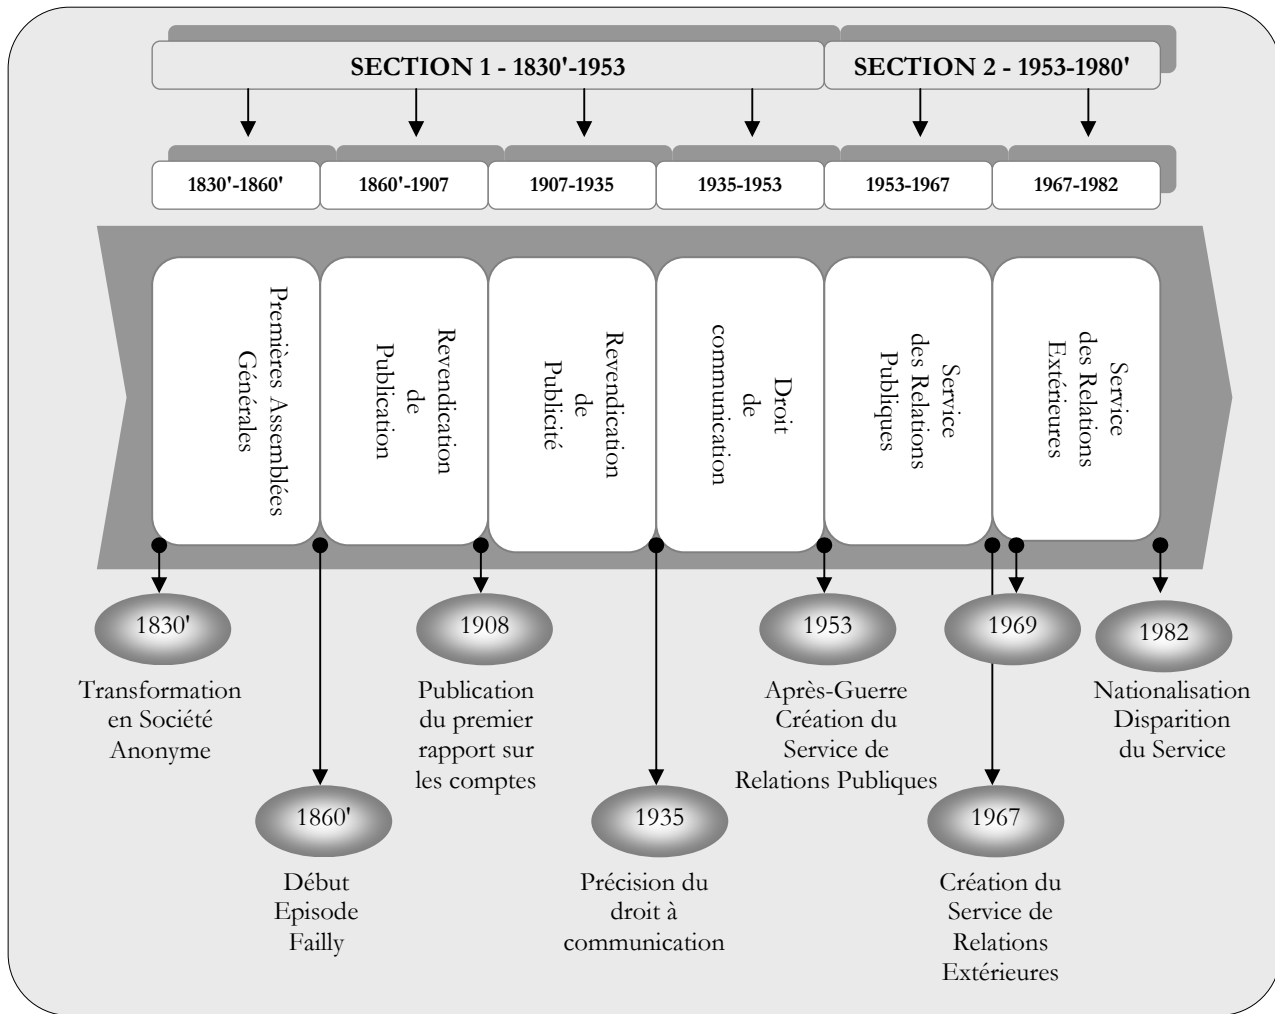 SECTION 1 - 1830'-1953
SECTION 2 - 1953-1980'
1830'-1860'
1860'-1907
1907-1935
1935-1953
1953-1967
1967-1982
Premières Assemblées
Générales
Revendication
de
Publication
Revendication
de
Publicité
Droit
de
communication
Service
des Relations
Publiques
Service
des Relations
Extérieures
1830'
Transformation
en Société
Anonyme
1860'
Début
Episode
Failly
1908
Publication
du premier
rapport sur
les comptes
1935
Précision du
droit à
communication
1953
Après-Guerre
Création du
Service de
Relations Publiques
1967
Création du
Service de
Relations
Extérieures
1969
1982
Nationalisation
Disparition
du Service